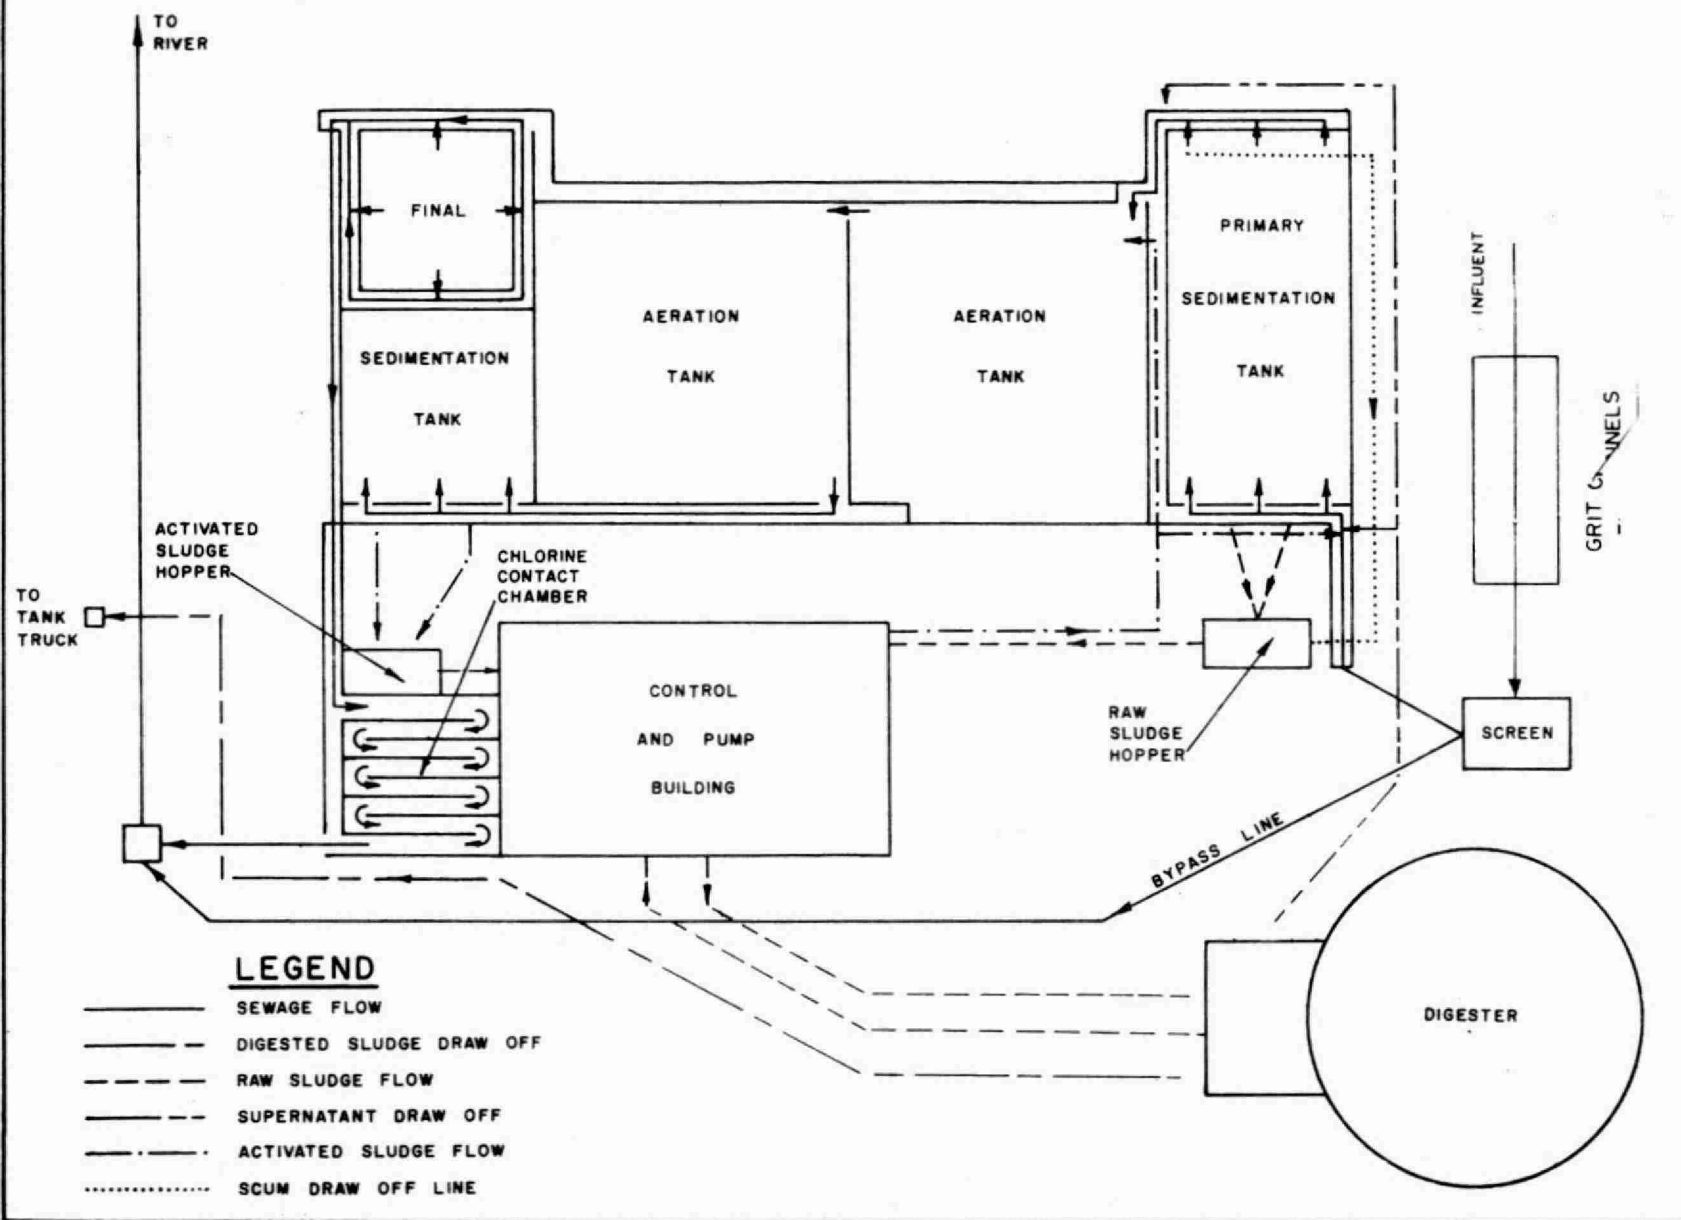 TO
RIVER
FINAL
SEDIMENTATION
TANK
AERATION
TANK
AERATION
TANK
PRIMARY
SEDIMENTATION
TANK
INFLUENT
GRIT
ACTIVATED
SLUDGE
HOPPER
CHLORINE
CONTACT
CHAMBER
TO
TANK
TRUCK
CONTROL
AND PUMP
BUILDING
RAW
SLUDGE
HOPPER
SCREEN
BYPASS LINE
DIGESTER
LEGEND
SEWAGE FLOW
DIGESTED SLUDGE DRAW OFF
RAW SLUDGE FLOW
SUPERNATANT DRAW OFF
ACTIVATED SLUDGE FLOW
SCUM DRAW OFF LINE